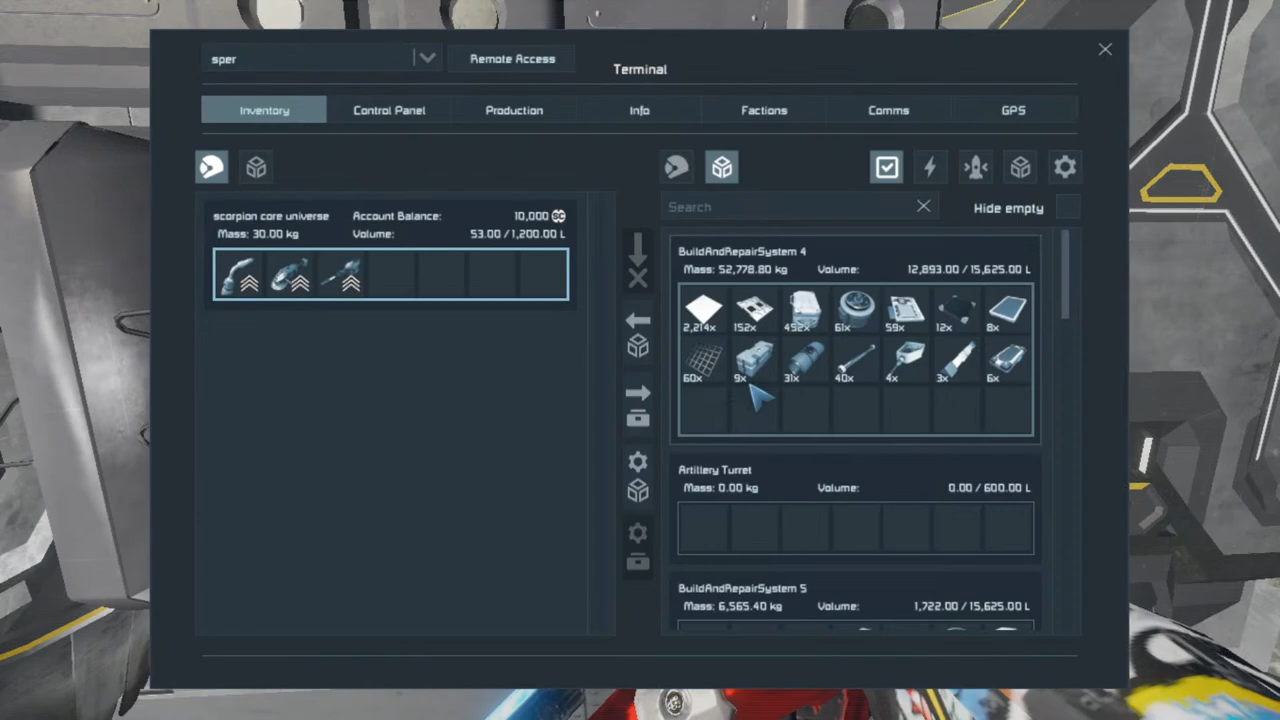 sper
Remote Access
Terminal
Inventory
Control Panel
Production
Info
Factions
Comms
GPS
Search
Hide empty
scorpion core universe
Account Balance:
10,000 SC
Mass: 30.00 kg
Volume:
53.00 / 1,200.00 L
BuildAndRepairSystem 4
Mass: 52,778.80 kg
Volume:
12,893.00 / 15,625.00 L
2,214x
152x
452x
61x
59x
12x
8x
60x
9x
31x
40x
4x
3x
6x
Artillery Turret
Mass: 0.00 kg
Volume:
0.00 / 600.00 L
BuildAndRepairSystem 5
Mass: 6,565.40 kg
Volume:
1,722.00 / 15,625.00 L